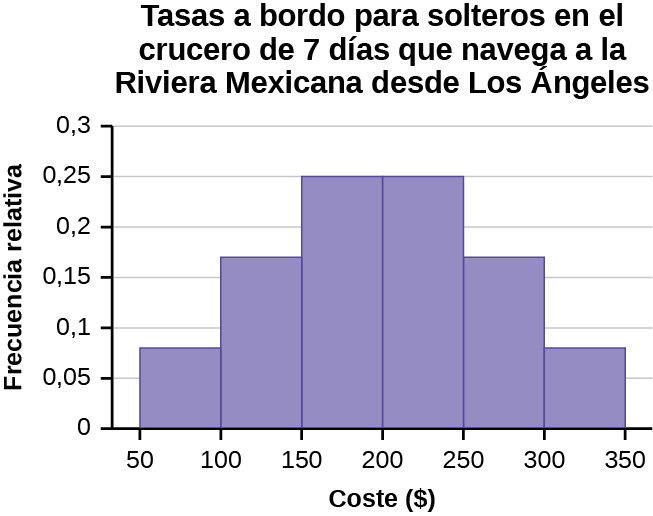 Tasas a bordo para solteros en el
crucero de 7 días que navega a la
Riviera Mexicana desde Los Ángeles
Frecuencia relativa
0,3
0,25
0,2
0,15
0,1
0,05
0
50 100 150 200 250 300 350
Coste ($)